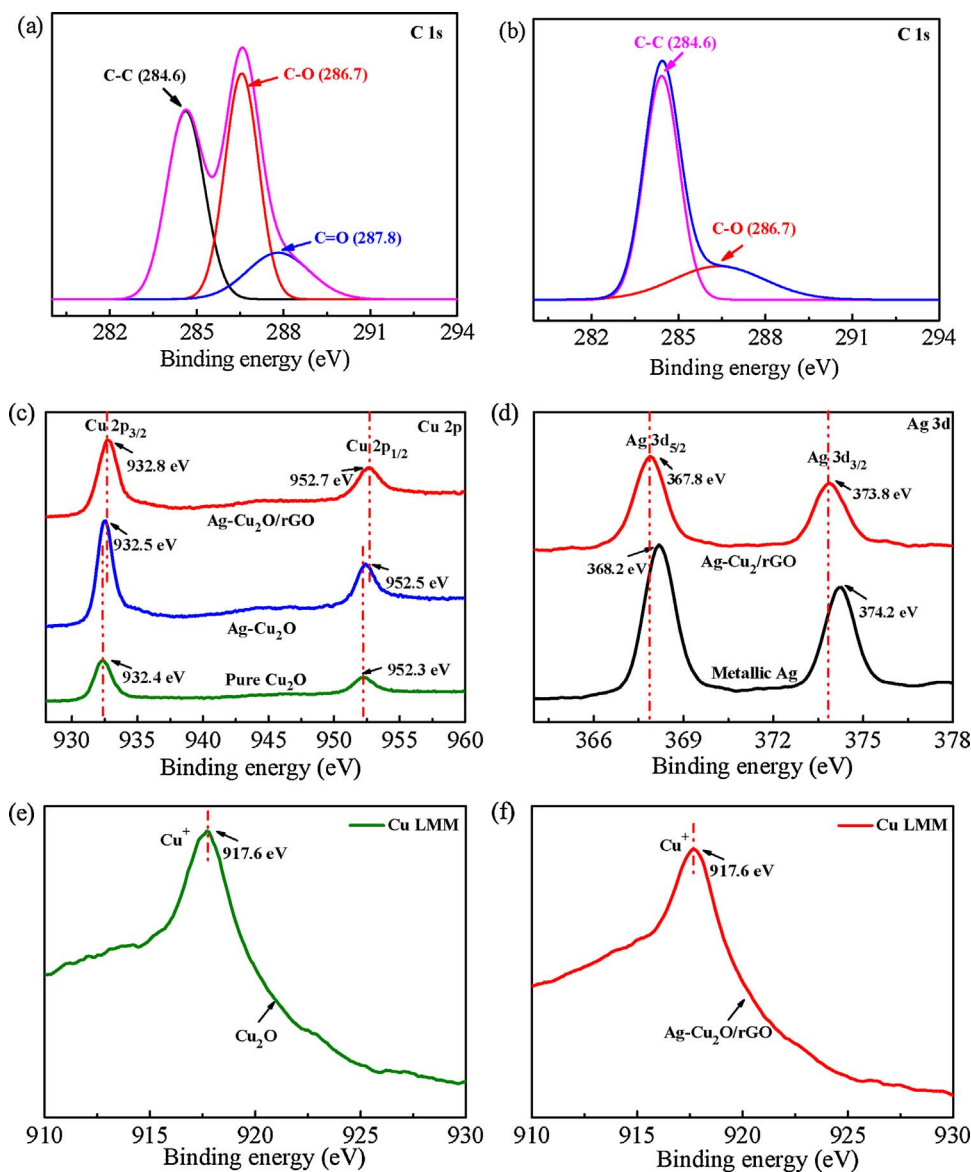 (a)
C 1s
C-C (284.6)
C-O (286.7)
C=O (287.8)
282 285 288 291 294
Binding energy (eV)
(b)
C 1s
C-C (284.6)
C-O (286.7)
282 285 288 291 294
Binding energy (eV)
(c)
Cu 2p
Cu 2p3/2
Cu 2p1/2
932.8 eV
952.7 eV
Ag-Cu2O/rGO
932.5 eV
952.5 eV
Ag-Cu2O
932.4 eV
952.3 eV
Pure Cu2O
930 935 940 945 950 955 960
Binding energy (eV)
(d)
Ag 3d
Ag 3d5/2
Ag 3d3/2
367.8 eV
373.8 eV
Ag-Cu2/rGO
368.2 eV
374.2 eV
Metallic Ag
366 369 372 375 378
Binding energy (eV)
(e)
Cu LMM
Cu+
917.6 eV
Cu2O
910 915 920 925 930
Binding energy (eV)
(f)
Cu LMM
Cu+
917.6 eV
Ag-Cu2O/rGO
910 915 920 925 930
Binding energy (eV)